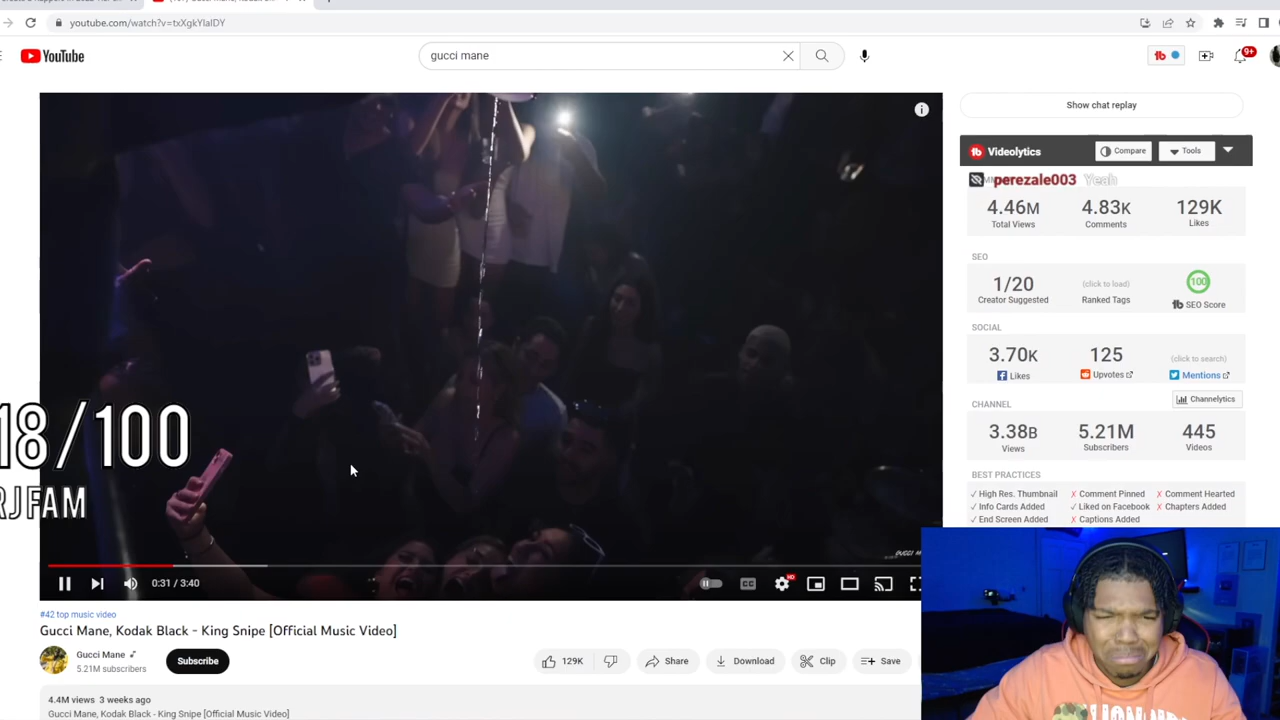 youtube.com/watch?v=txXgkYlaIDY
YouTube
gucci mane
9+
Show chat replay
Videolytics
Compare
Tools
perezale003 Yeah
4.46M
Total Views
4.83K
Comments
129K
Likes
SEO
1/20
Creator Suggested
(click to load)
Ranked Tags
100
SEO Score
SOCIAL
3.70K
Likes
125
Upvotes
(click to search)
Mentions
Channelytics
CHANNEL
3.38B
Views
5.21M
Subscribers
445
Videos
BEST PRACTICES
✓ High Res. Thumbnail
✗ Comment Pinned
✗ Comment Hearted
✓ Info Cards Added
✓ Liked on Facebook
✗ Chapters Added
✓ End Screen Added
✗ Captions Added
18/100
RJFAM
0:31 / 3:40
CC
HD
#42 top music video
Gucci Mane, Kodak Black - King Snipe [Official Music Video]
Gucci Mane
5.21M subscribers
Subscribe
129K
Share
Download
Clip
Save
4.4M views 3 weeks ago
Gucci Mane, Kodak Black - King Snipe [Official Music Video]